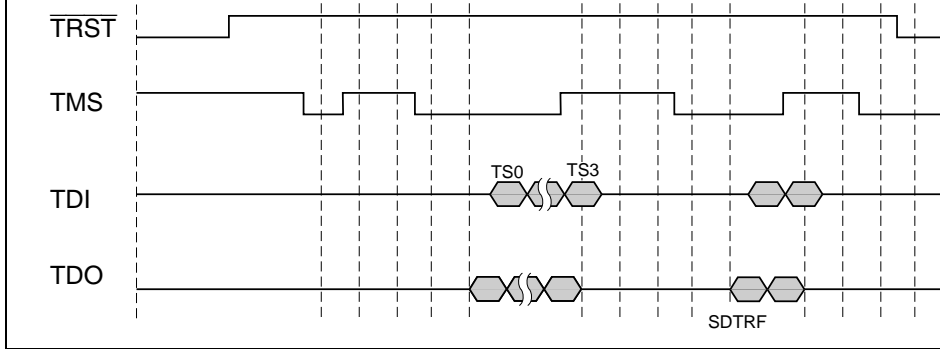 TRST
TMS
TS0 TS3
TDI
TDO
SDTRF